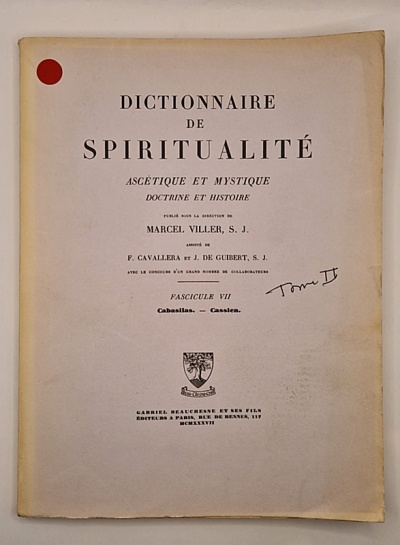 DICTIONNAIRE
DE
SPIRITUALITÉ
ASCÉTIQUE ET MYSTIQUE
DOCTRINE ET HISTOIRE
PUBLIÉ SOUS LA DIRECTION DE
MARCEL VILLER, S. J.
ASSISTÉ DE
F. CAVALLERA ET J. DE GUIBERT, S. J.
AVEC LE CONCOURS D'UN GRAND NOMBRE DE COLLABORATEURS
FASCICULE VII
Tome II
Cabasilas. — Cassien.
GABRIEL BEAUCHESNE ET SES FILS
ÉDITEURS A PARIS, RUE DE RENNES, 117
MCMXXXVII